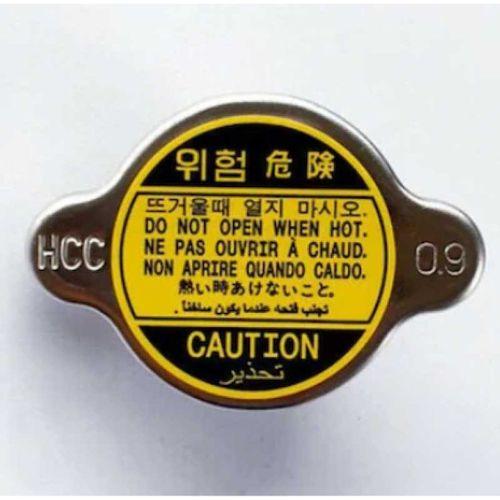 위험 危険
뜨거울때 열지 마시오.
DO NOT OPEN WHEN HOT.
NE PAS OUVRIR À CHAUD.
NON APRIRE QUANDO CALDO.
熱い時あけないこと。
تجنب فتحه عندما يكون ساخنا .
HCC
0.9
CAUTION
تحذير